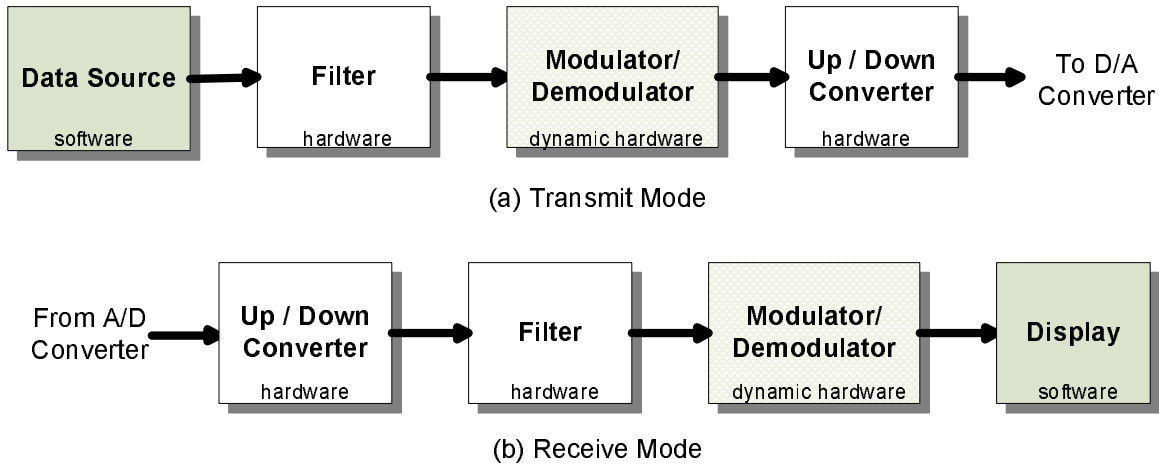 Data Source
software
Filter
hardware
Modulator/
Demodulator
dynamic hardware
Up / Down
Converter
hardware
To D/A
Converter
(a) Transmit Mode
From A/D
Converter
Up / Down
Converter
hardware
Filter
hardware
Modulator/
Demodulator
dynamic hardware
Display
software
(b) Receive Mode